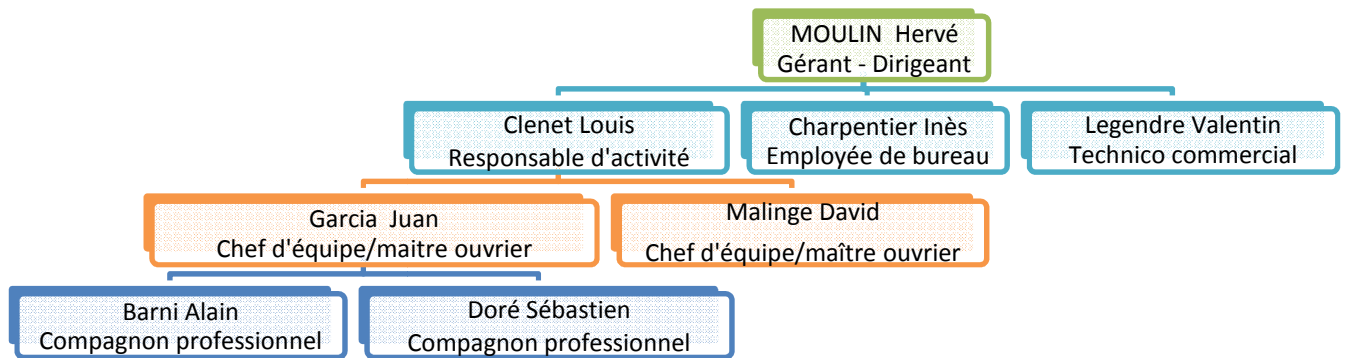 MOULIN Hervé
Gérant - Dirigeant
Clenet Louis
Responsable d'activité
Charpentier Inès
Employée de bureau
Legendre Valentin
Technico commercial
Garcia Juan
Chef d'équipe/maitre ouvrier
Malinge David
Chef d'équipe/maître ouvrier
Barni Alain
Compagnon professionnel
Doré Sébastien
Compagnon professionnel